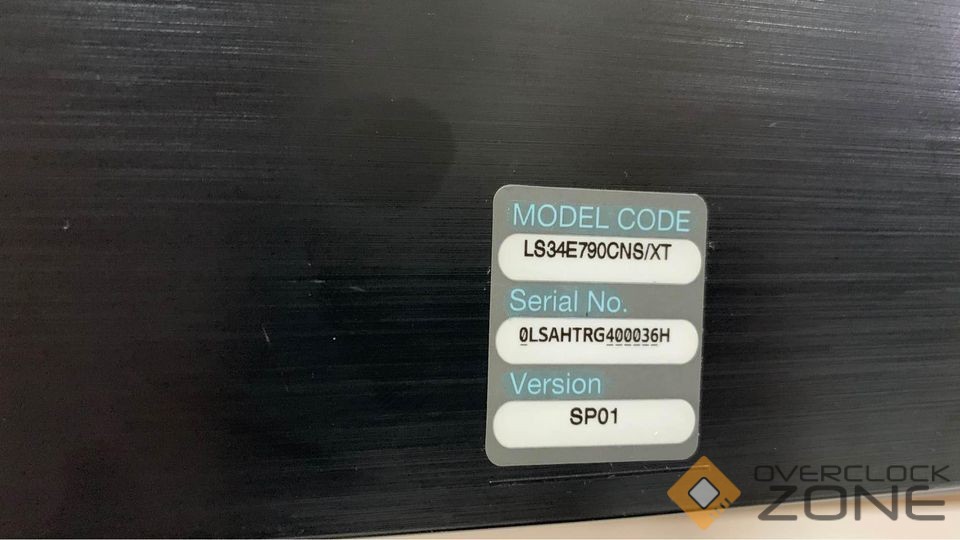 MODEL CODE
LS34E790CNS/XT
Serial No.
0LSAHTRG400036H
Version
SP01
OVERCLOCK
ZONE